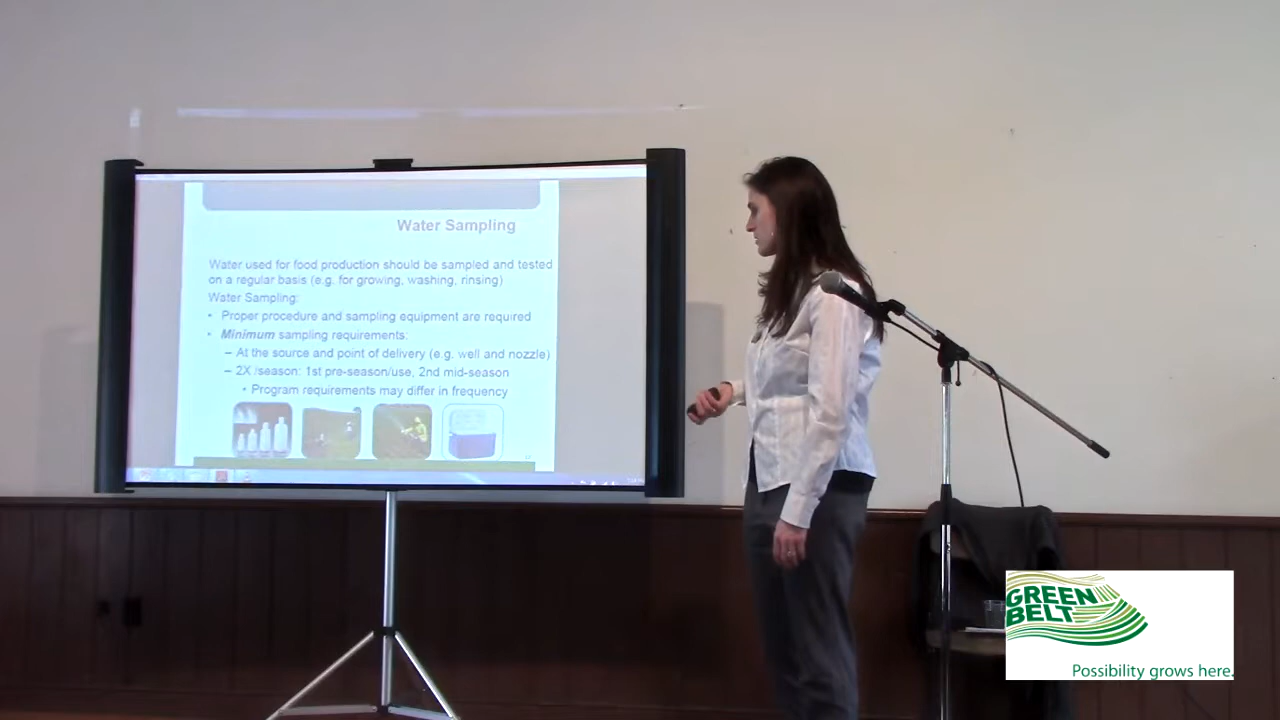 Water Sampling
Water used for food production should be sampled and tested
on a regular basis (e.g. for growing, washing, rinsing)
Water Sampling:
• Proper procedure and sampling equipment are required
• Minimum sampling requirements:
– At the source and point of delivery (e.g. well and nozzle)
– 2X /season: 1st pre-season/use, 2nd mid-season
• Program requirements may differ in frequency
GREEN
BELT
Possibility grows here.